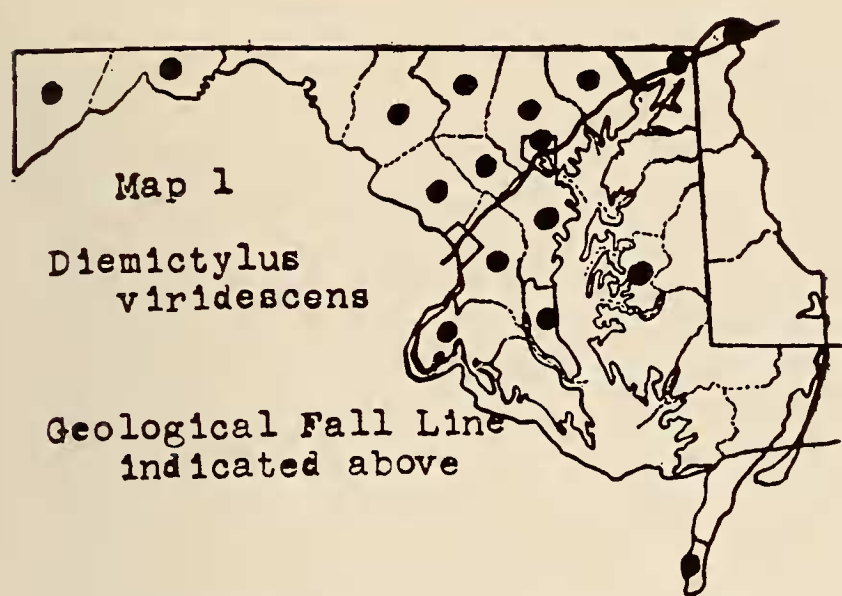 Map 1
Diemictylus
viridescens
Geological Fall Line
indicated above